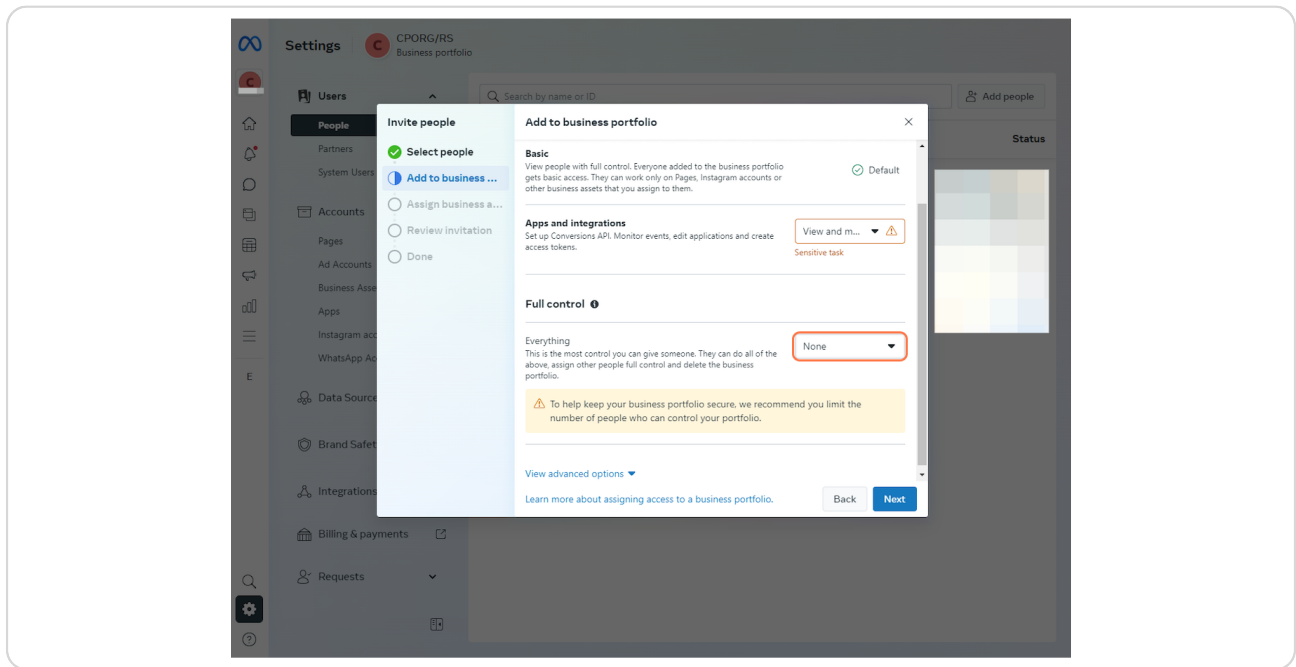 Settings
C
CPORG/RS
Business portfolio
C
Users
Search by name or ID
Add people
People
Partners
System Users
Status
Accounts
Pages
Ad Accounts
Business Asse
Apps
Instagram acc
WhatsApp Ac
E
Data Source
Brand Safet
Integrations
Billing & payments
Requests
Invite people
Select people
Add to business ...
Assign business a...
Review invitation
Done
Add to business portfolio
Basic
View people with full control. Everyone added to the business portfolio
gets basic access. They can work only on Pages, Instagram accounts or
other business assets that you assign to them.
Default
Apps and integrations
Set up Conversions API. Monitor events, edit applications and create
access tokens.
View and m...
Sensitive task
Full control
Everything
This is the most control you can give someone. They can do all of the
above, assign other people full control and delete the business
portfolio.
None
To help keep your business portfolio secure, we recommend you limit the
number of people who can control your portfolio.
View advanced options
Learn more about assigning access to a business portfolio.
Back
Next